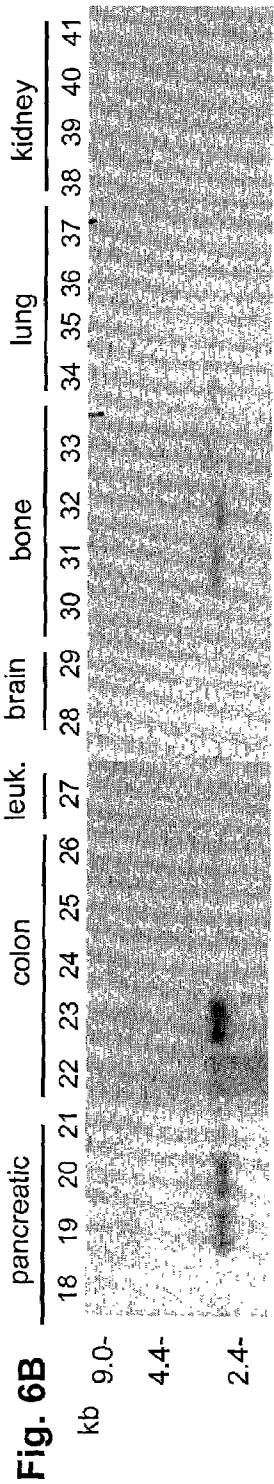 Fig. 6B
pancreatic colon leuk. brain bone lung kidney
kb 18 19 20 21 22 23 24 25 26 27 28 29 30 31 32 33 34 35 36 37 38 39 40 41
9.0-
4.4-
2.4-